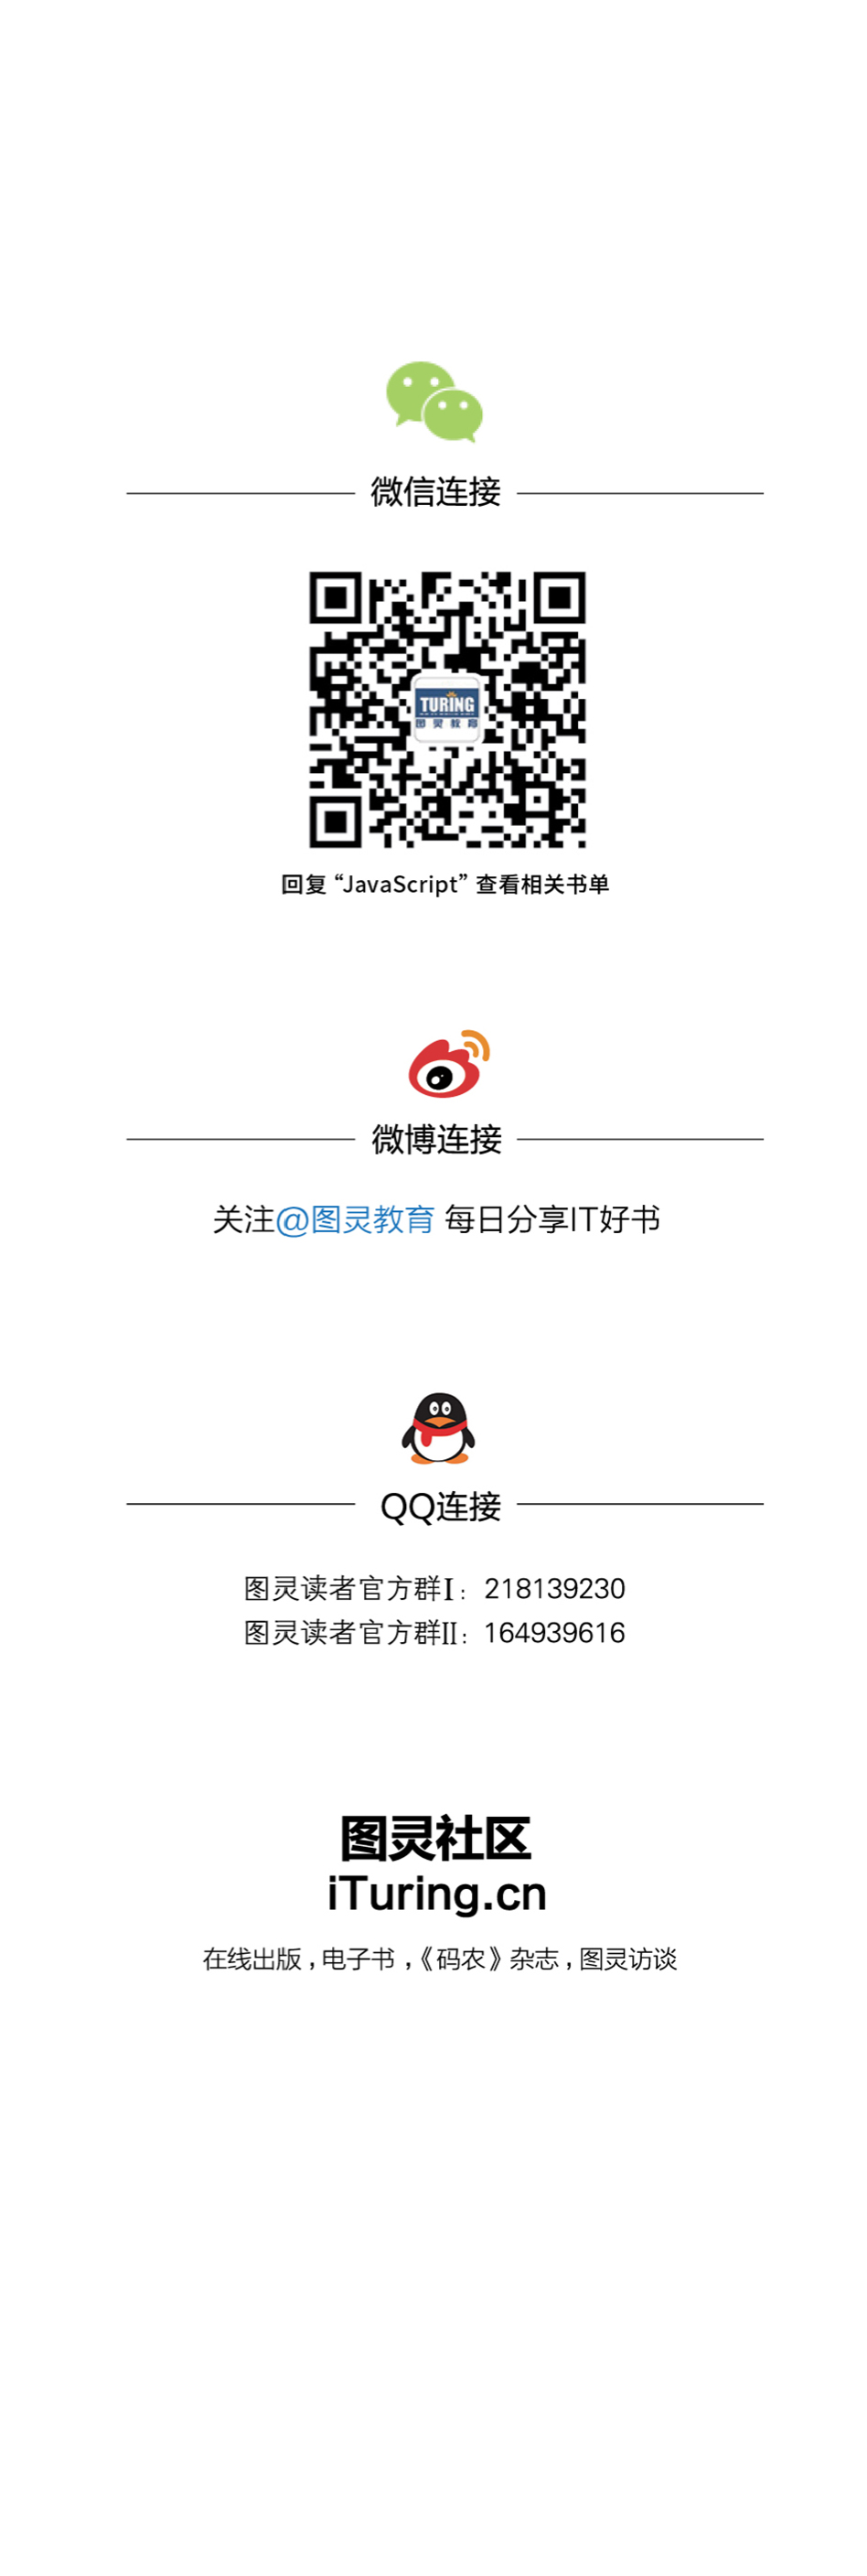 微信连接
TURING
图灵教育
回复“JavaScript”查看相关书单
微博连接
关注@图灵教育 每日分享IT好书
QQ连接
图灵读者官方群I：218139230
图灵读者官方群II：164939616
图灵社区
iTuring.cn
在线出版，电子书，《码农》杂志，图灵访谈